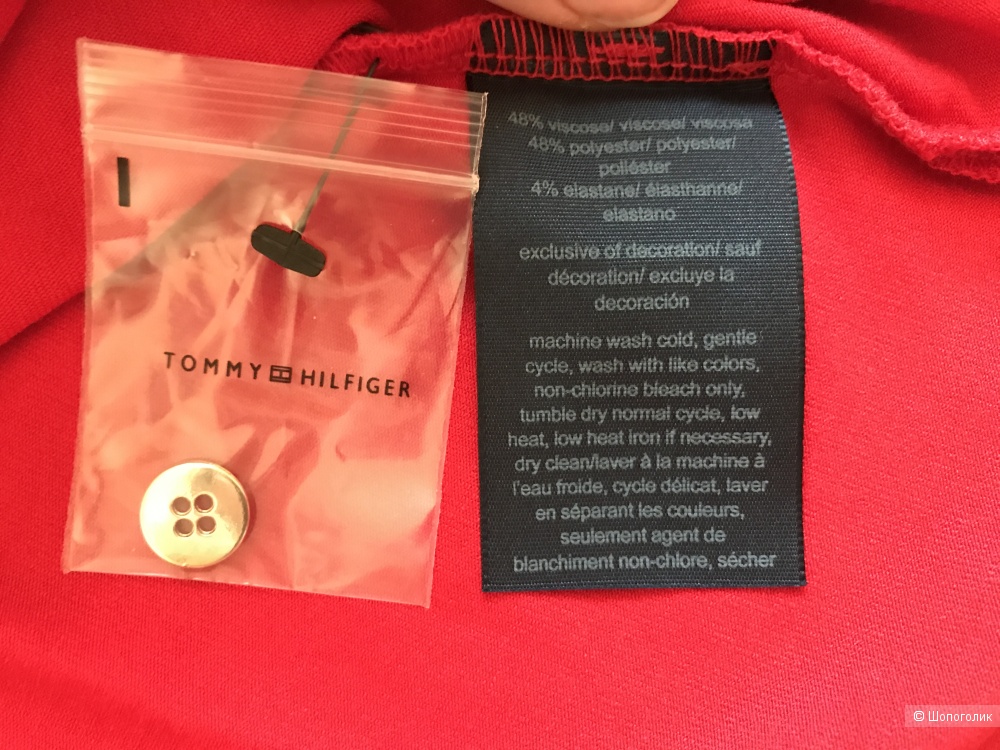 TOMMY HILFIGER
48% viscose/ viscose/ viscosa
48% polyester/ polyester/
poliéster
4% elastane/ élasthanne/
elastano
exclusive of decoration/ sauf
décoration/ excluye la
decoración
machine wash cold, gentle
cycle, wash with like colors,
non-chlorine bleach only,
tumble dry normal cycle, low
heat, low heat iron if necessary,
dry clean/laver à la machine à
l'eau froide, cycle délicat, laver
en séparant les couleurs,
seulement agent de
blanchiment non-chlore, sécher
© Шопоголик